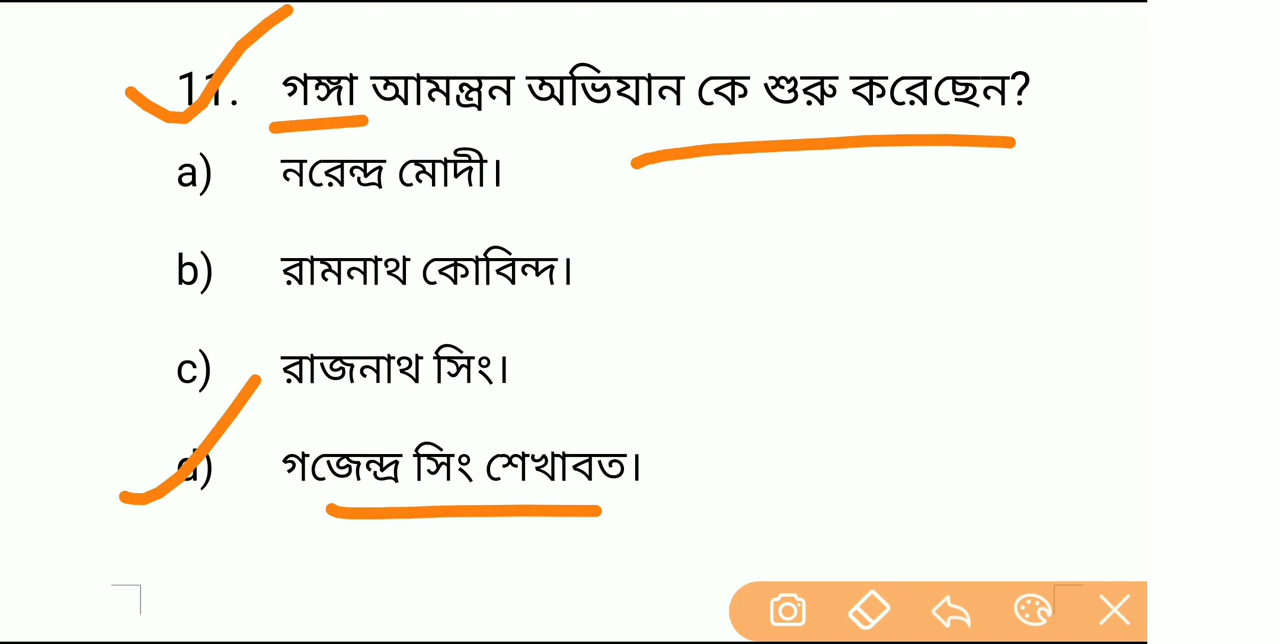 11. গঙ্গা আমন্ত্রন অভিযান কে শুরু করেছেন?
a) নরেন্দ্র মোদী।
b) রামনাথ কোবিন্দ।
c) রাজনাথ সিং।
d) গজেন্দ্র সিং শেখাবত।